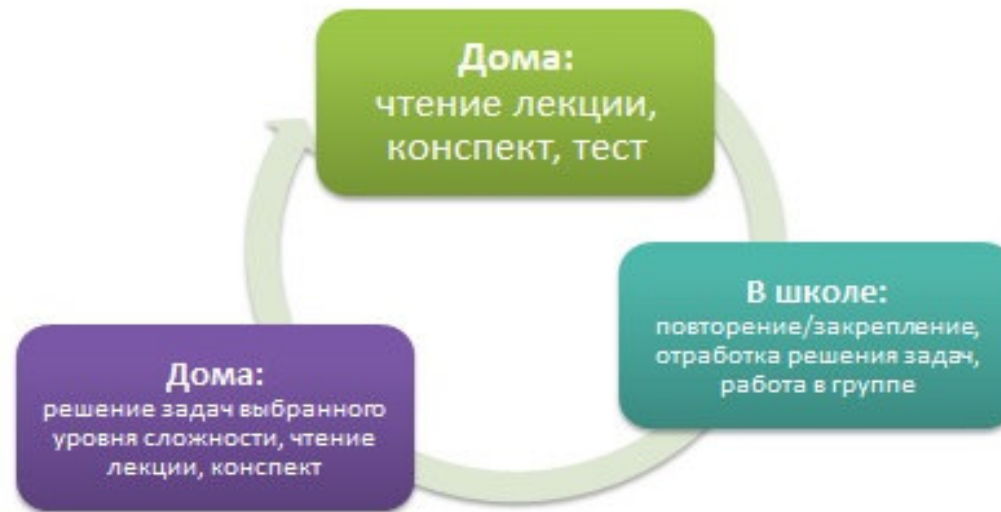 Дома:
чтение лекции,
конспект, тест
В школе:
повторение/закрепление,
отработка решения задач,
работа в группе
Дома:
решение задач выбранного
уровня сложности, чтение
лекции, конспект